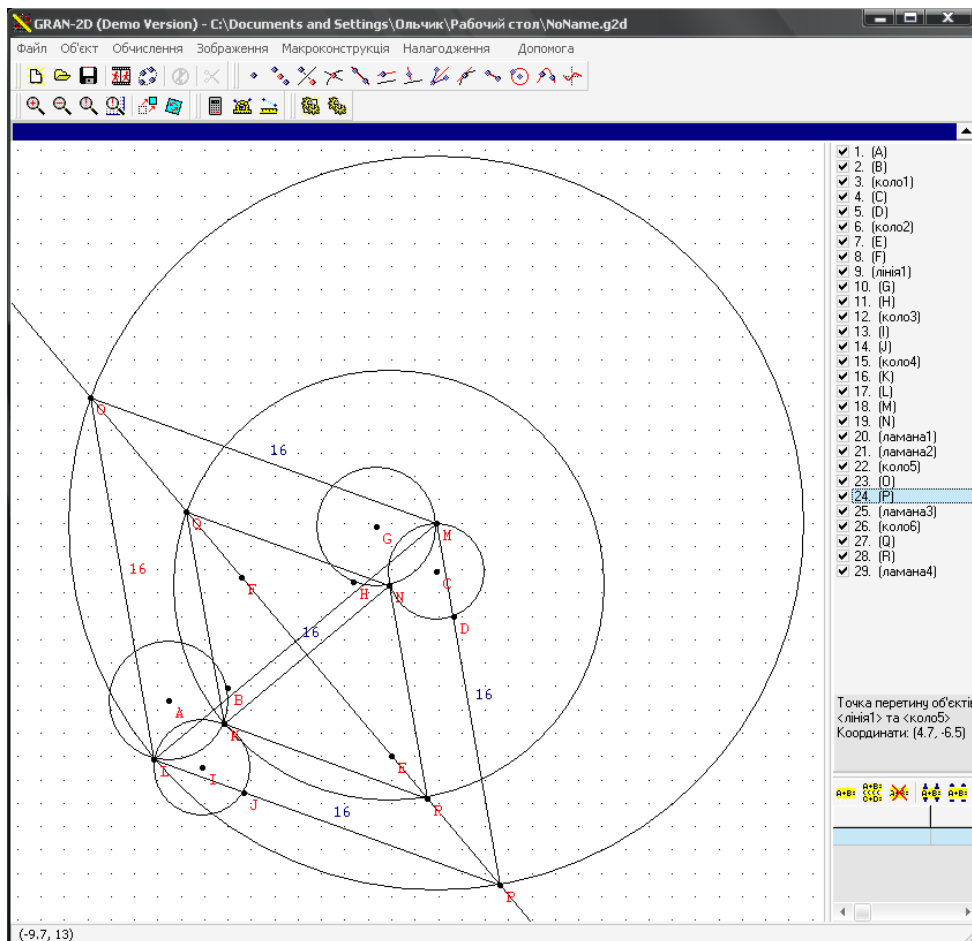 GRAN-2D (Demo Version) - C:\Documents and Settings\Ольчик\Рабочий стол\NoName.g2d
Файл Об'єкт Обчислення Зображення Макроконструкція Налагодження Допомога
1. (A)
2. (B)
3. (коло1)
4. (C)
5. (D)
6. (коло2)
7. (E)
8. (F)
9. (лінія1)
10. (G)
11. (H)
12. (коло3)
13. (I)
14. (J)
15. (коло4)
16. (K)
17. (L)
18. (M)
19. (N)
20. (ламана1)
21. (ламана2)
22. (коло5)
23. (O)
24. (P)
25. (ламана3)
26. (коло6)
27. (Q)
28. (R)
29. (ламана4)
O
16
Q
M
G
16
F
H
N
C
D
16
B
A
K
16
E
L
I
J
16
R
P
Точка перетину об'єктів
<лінія1> та <коло5>
Координати: (4.7, -6.5)
(-9.7, 13)